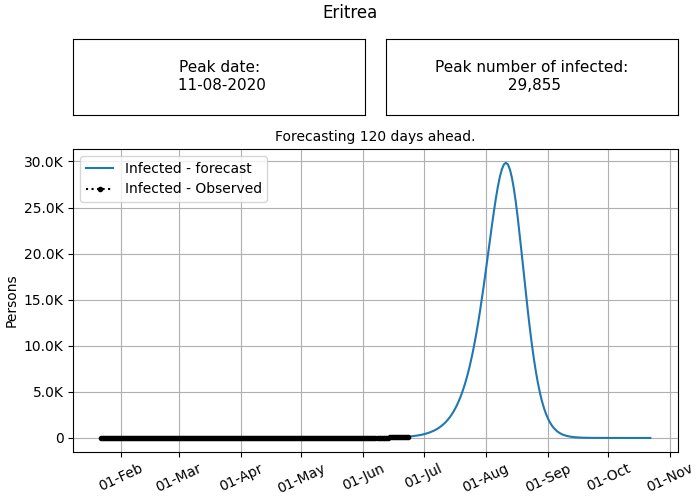 Eritrea
Peak date:
11-08-2020
Peak number of infected:
29,855
Forecasting 120 days ahead.
Infected - forecast
Infected - Observed
Persons
30.0K
25.0K
20.0K
15.0K
10.0K
5.0K
0
01-Feb
01-Mar
01-Apr
01-May
01-Jun
01-Jul
01-Aug
01-Sep
01-Oct
01-Nov